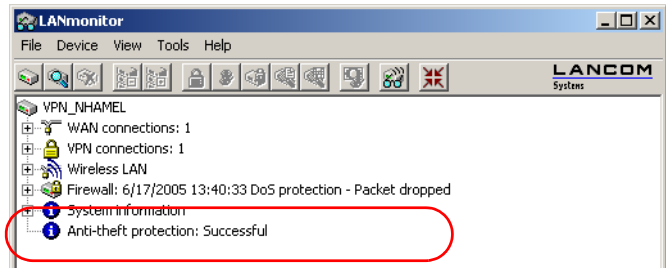 LANmonitor
File Device View Tools Help
LANCOM
Systems
VPN_NHAMEL
WAN connections: 1
VPN connections: 1
Wireless LAN
Firewall: 6/17/2005 13:40:33 DoS protection - Packet dropped
System information
Anti-theft protection: Successful